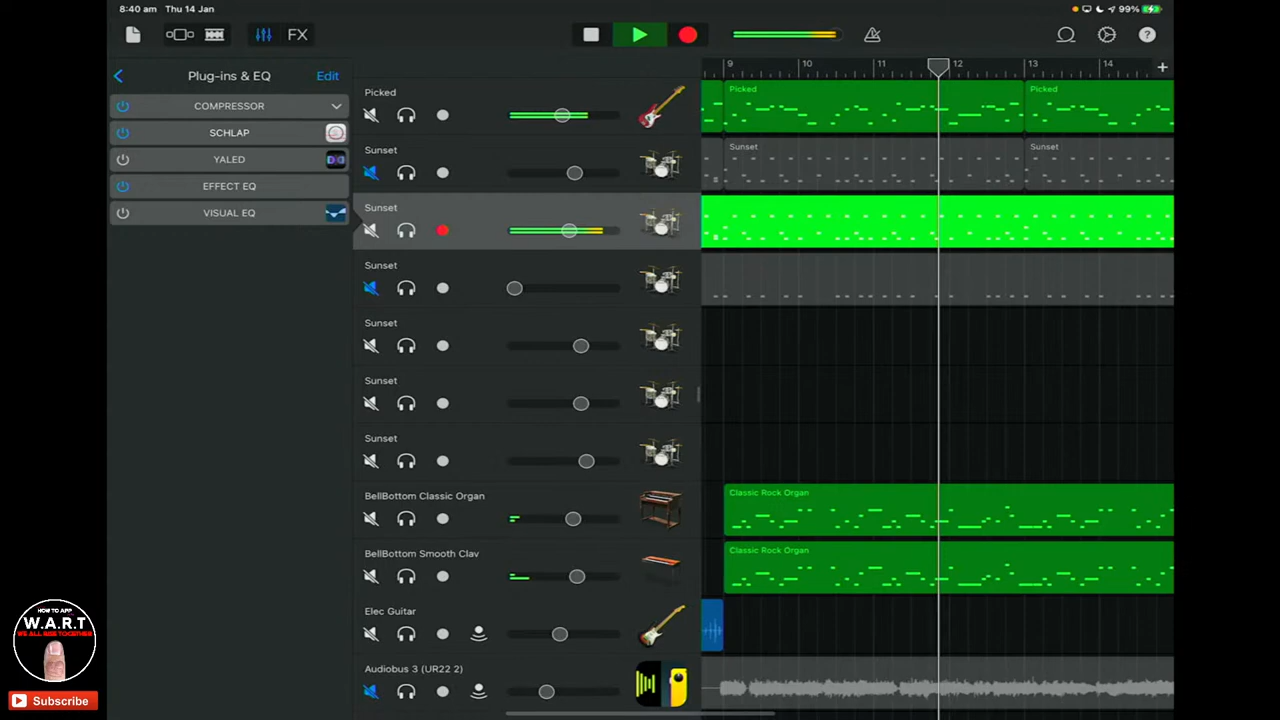 8:40 am Thu 14 Jan
99%
FX
?
Plug-ins & EQ
Edit
COMPRESSOR
SCHLAP
YALED
EFFECT EQ
VISUAL EQ
9 10 11 12 13 14
Picked
Picked
Picked
Sunset
Sunset
Sunset
Sunset
Sunset
Sunset
Sunset
Sunset
BellBottom Classic Organ
Classic Rock Organ
BellBottom Smooth Clav
Classic Rock Organ
Elec Guitar
Audiobus 3 (UR22 2)
HOW TO APP
W.A.R.T
WE ALL RISE TOGETHER
Subscribe